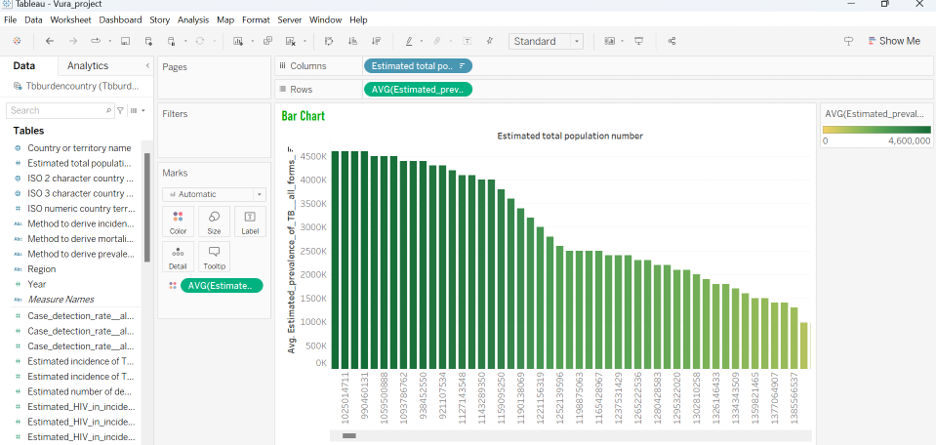 Tableau - Vura_project
File Data Worksheet Dashboard Story Analysis Map Format Server Window Help
Standard
Show Me
Data
Analytics
Pages
Columns
Estimated total po..
Rows
AVG(Estimated_prev..
Tbburdencountry (Tbburd...
Search
Tables
Country or territory name
Estimated total populati...
ISO 2 character country ...
ISO 3 character country ...
ISO numeric country terr...
Abc Method to derive inciden...
Abc Method to derive mortali...
Abc Method to derive prevale...
Abc Region
Year
Abc Measure Names
Case_detection_rate__al...
Case_detection_rate__al...
Case_detection_rate__al...
Estimated incidence of T...
Estimated incidence of T...
Estimated number of de...
Estimated_HIV_in_incide...
Estimated_HIV_in_incide...
Estimated_HIV_in_incide...
Filters
Marks
Automatic
Color
Size
Label
Detail
Tooltip
AVG(Estimate..
Bar Chart
Estimated total population number
Avg. Estimated_prevalence_of_TB__all_forms_
4500K
4000K
3500K
3000K
2500K
2000K
1500K
1000K
500K
0K
1025014711
990460131
1059500888
1093786762
938452550
921107534
1127143548
1143289350
1159095250
1190138069
1221156319
1252139596
1198875063
1165428967
1237531429
1265222536
1280428583
1295322020
1302810258
1326146433
1334343509
1359821465
1377064907
1385566537
AVG(Estimated_preval...
0
4,600,000